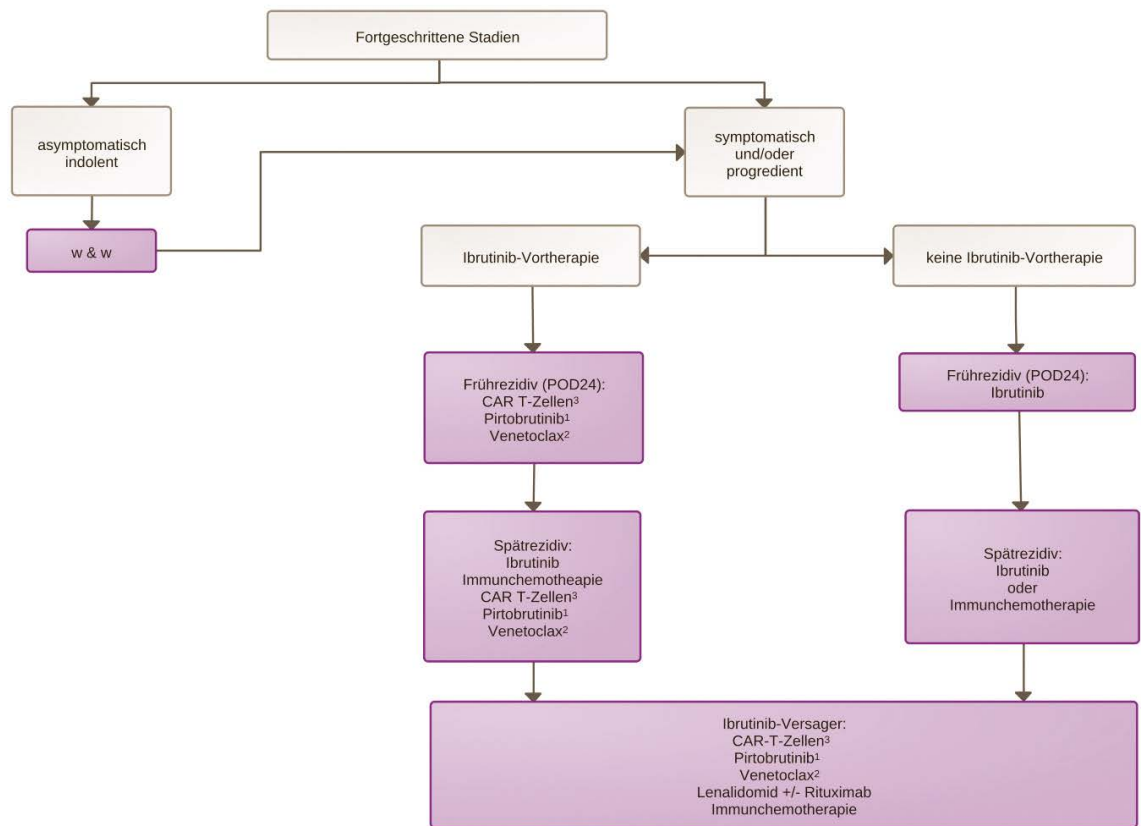 Fortgeschrittene Stadien
asymptomatisch
indolent
symptomatisch
und/oder
progredient
w & w
Ibrutinib-Vortherapie
keine Ibrutinib-Vortherapie
Frührezidiv (POD24):
CAR T-Zellen³
Pirtobrutinib¹
Venetoclax²
Frührezidiv (POD24):
Ibrutinib
Spätrezidiv:
Ibrutinib
Immunchemotheapie
CAR T-Zellen³
Pirtobrutinib¹
Venetoclax²
Spätrezidiv:
Ibrutinib
oder
Immunchemotherapie
Ibrutinib-Versager:
CAR-T-Zellen³
Pirtobrutinib¹
Venetoclax²
Lenalidomid +/- Rituximab
Immunchemotherapie